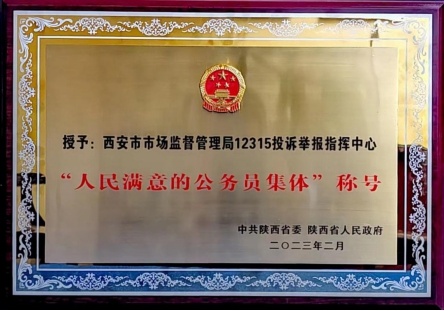 授予：西安市市场监督管理局12315投诉举报指挥中心
“人民满意的公务员集体”称号
中共陕西省委 陕西省人民政府
二〇二三年二月